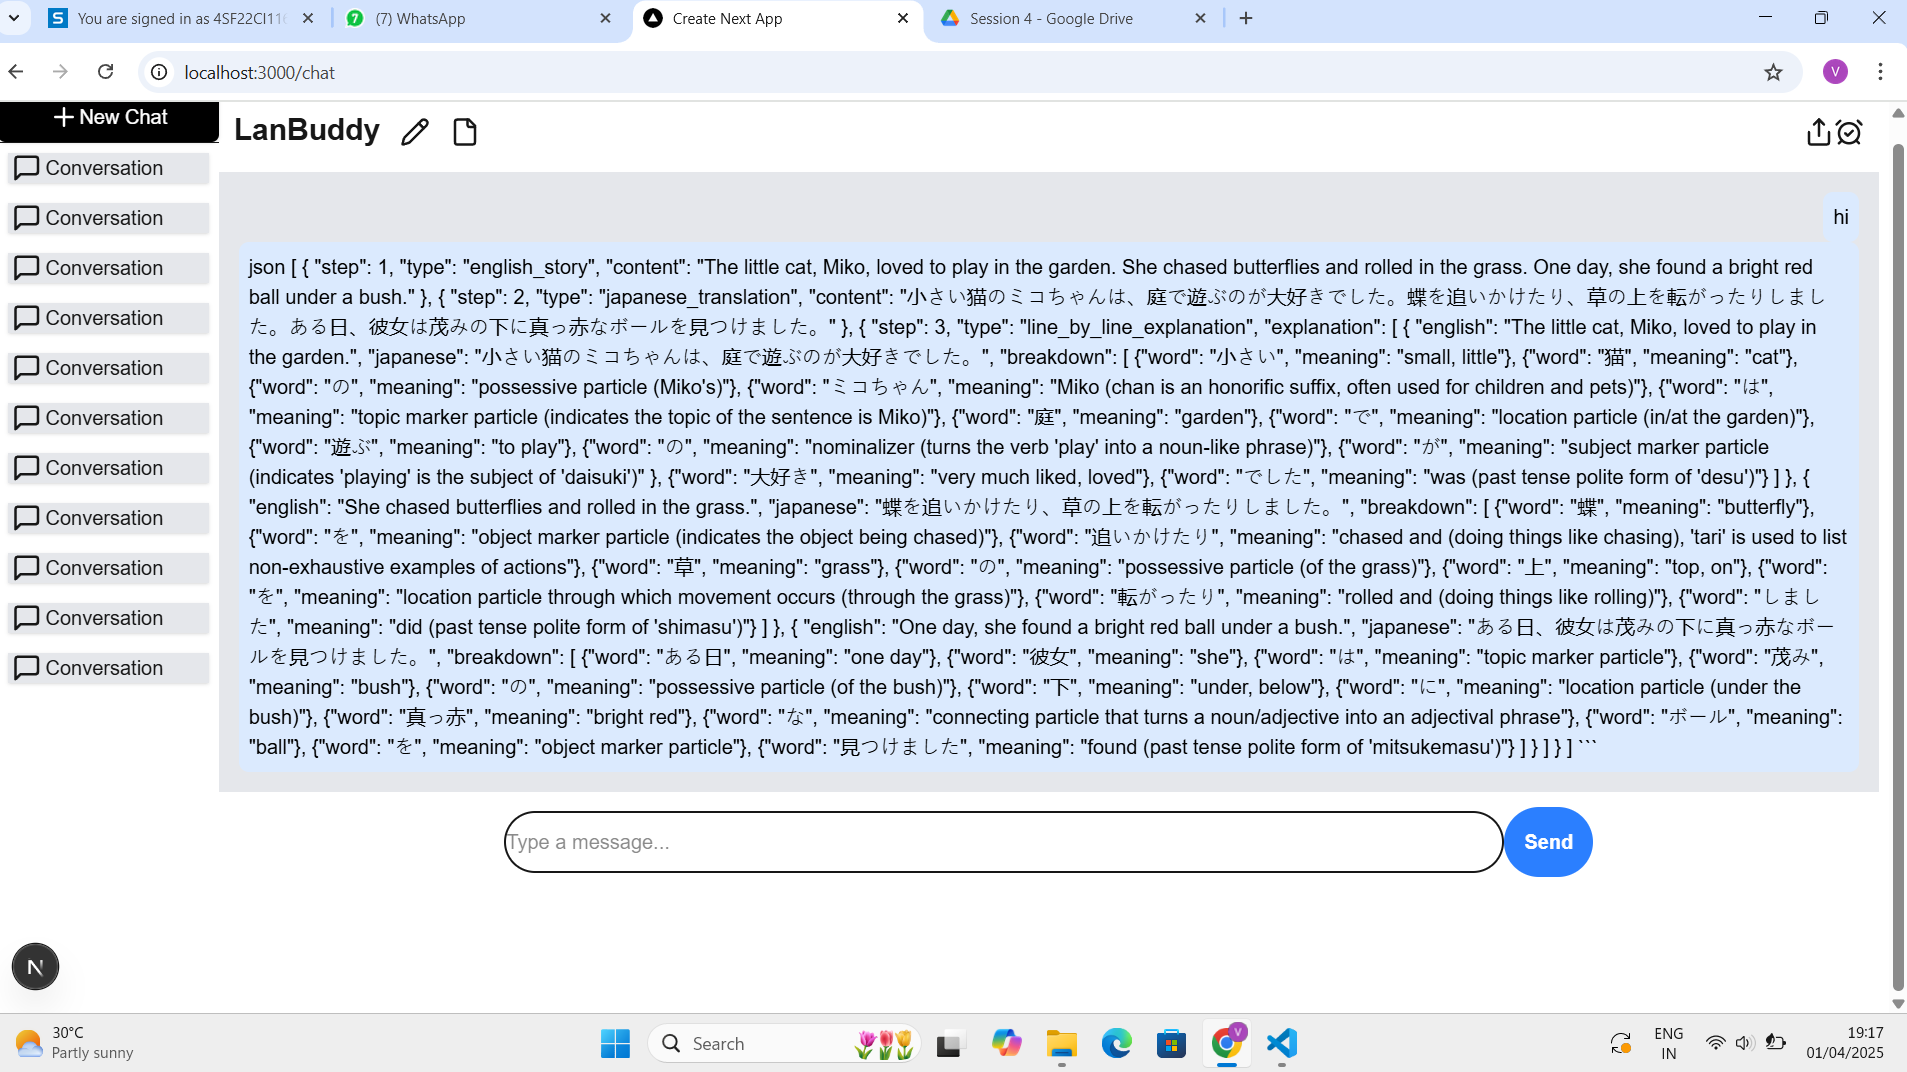 You are signed in as 4SF22CI116
(7) WhatsApp
Create Next App
Session 4 - Google Drive
localhost:3000/chat
V
New Chat
LanBuddy
Conversation
Conversation
Conversation
Conversation
Conversation
Conversation
Conversation
Conversation
Conversation
Conversation
Conversation
hi
json [ { "step": 1, "type": "english_story", "content": "The little cat, Miko, loved to play in the garden. She chased butterflies and rolled in the grass. One day, she found a bright red
ball under a bush." }, { "step": 2, "type": "japanese_translation", "content": "小さい猫のミコちゃんは、庭で遊ぶのが大好きでした。蝶を追いかけたり、草の上を転がったりしまし
た。ある日、彼女は茂みの下に真っ赤なボールを見つけました。" }, { "step": 3, "type": "line_by_line_explanation", "explanation": [ { "english": "The little cat, Miko, loved to play in
the garden.", "japanese": "小さい猫のミコちゃんは、庭で遊ぶのが大好きでした。", "breakdown": [ {"word": "小さい", "meaning": "small, little"}, {"word": "猫", "meaning": "cat"},
{"word": "の", "meaning": "possessive particle (Miko's)"}, {"word": "ミコちゃん", "meaning": "Miko (chan is an honorific suffix, often used for children and pets)"}, {"word": "は",
"meaning": "topic marker particle (indicates the topic of the sentence is Miko)"}, {"word": "庭", "meaning": "garden"}, {"word": "で", "meaning": "location particle (in/at the garden)"},
{"word": "遊ぶ", "meaning": "to play"}, {"word": "の", "meaning": "nominalizer (turns the verb 'play' into a noun-like phrase)"}, {"word": "が", "meaning": "subject marker particle
(indicates 'playing' is the subject of 'daisuki')" }, {"word": "大好き", "meaning": "very much liked, loved"}, {"word": "でした", "meaning": "was (past tense polite form of 'desu')"} ] }, {
"english": "She chased butterflies and rolled in the grass.", "japanese": "蝶を追いかけたり、草の上を転がったりしました。", "breakdown": [ {"word": "蝶", "meaning": "butterfly"},
{"word": "を", "meaning": "object marker particle (indicates the object being chased)"}, {"word": "追いかけたり", "meaning": "chased and (doing things like chasing), 'tari' is used to list
non-exhaustive examples of actions"}, {"word": "草", "meaning": "grass"}, {"word": "の", "meaning": "possessive particle (of the grass)"}, {"word": "上", "meaning": "top, on"}, {"word":
"を", "meaning": "location particle through which movement occurs (through the grass)"}, {"word": "転がったり", "meaning": "rolled and (doing things like rolling)"}, {"word": "しまし
た", "meaning": "did (past tense polite form of 'shimasu')"} ] }, { "english": "One day, she found a bright red ball under a bush.", "japanese": "ある日、彼女は茂みの下に真っ赤なボー
ルを見つけました。", "breakdown": [ {"word": "ある日", "meaning": "one day"}, {"word": "彼女", "meaning": "she"}, {"word": "は", "meaning": "topic marker particle"}, {"word": "茂み",
"meaning": "bush"}, {"word": "の", "meaning": "possessive particle (of the bush)"}, {"word": "下", "meaning": "under, below"}, {"word": "に", "meaning": "location particle (under the
bush)"}, {"word": "真っ赤", "meaning": "bright red"}, {"word": "な", "meaning": "connecting particle that turns a noun/adjective into an adjectival phrase"}, {"word": "ボール", "meaning":
"ball"}, {"word": "を", "meaning": "object marker particle"}, {"word": "見つけました", "meaning": "found (past tense polite form of 'mitsukemasu')"} ] } ] } ] ```
Type a message...
Send
N
30°C
Partly sunny
Search
V
ENG
IN
19:17
01/04/2025